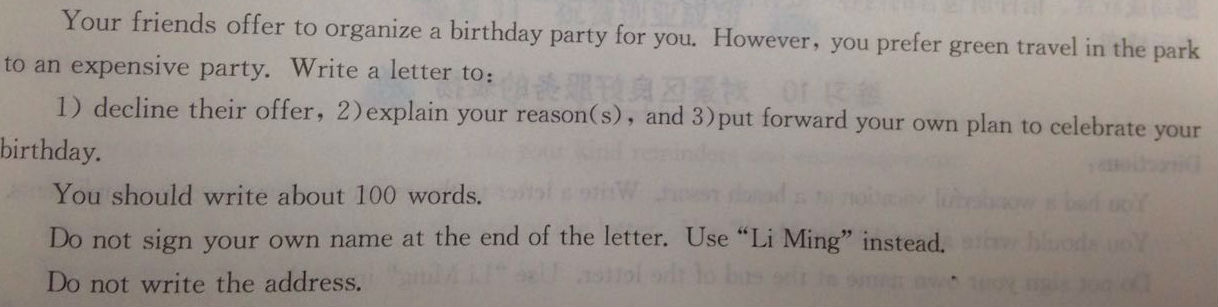 Your friends offer to organize a birthday party for you. However, you prefer green travel in the park
to an expensive party. Write a letter to:
1) decline their offer, 2)explain your reason(s), and 3)put forward your own plan to celebrate your
birthday.
You should write about 100 words.
Do not sign your own name at the end of the letter. Use “Li Ming” instead.
Do not write the address.